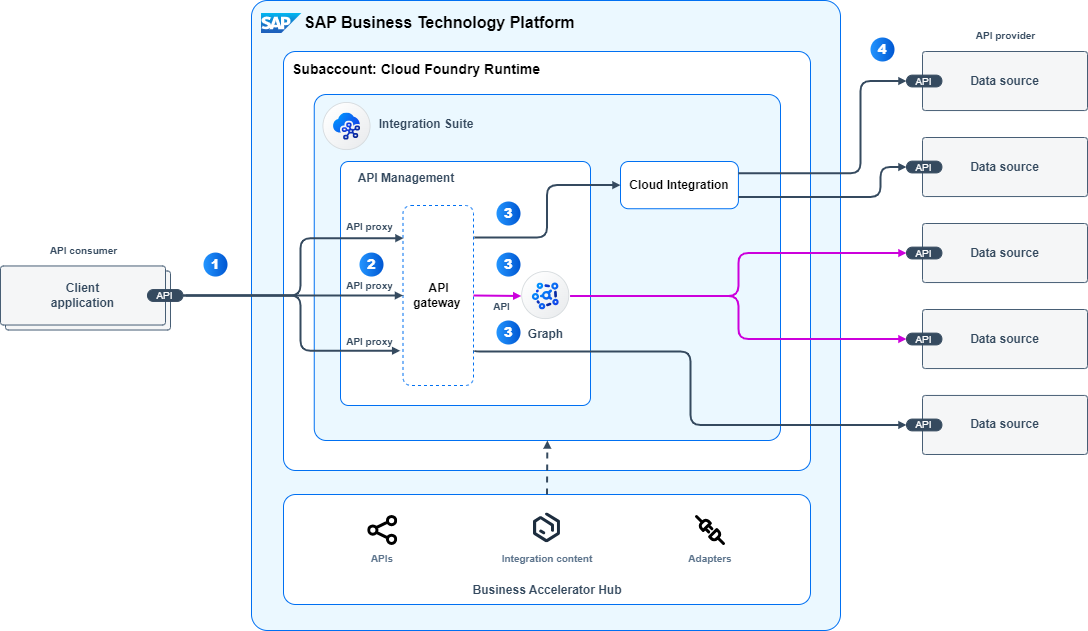 SAP
SAP Business Technology Platform
Subaccount: Cloud Foundry Runtime
Integration Suite
API Management
API consumer
Client
application
API
1
API proxy
2
API proxy
API proxy
API
gateway
3
3
API
3
Graph
Cloud Integration
4
API provider
API
Data source
API
Data source
API
Data source
API
Data source
API
Data source
APIs
Integration content
Adapters
Business Accelerator Hub